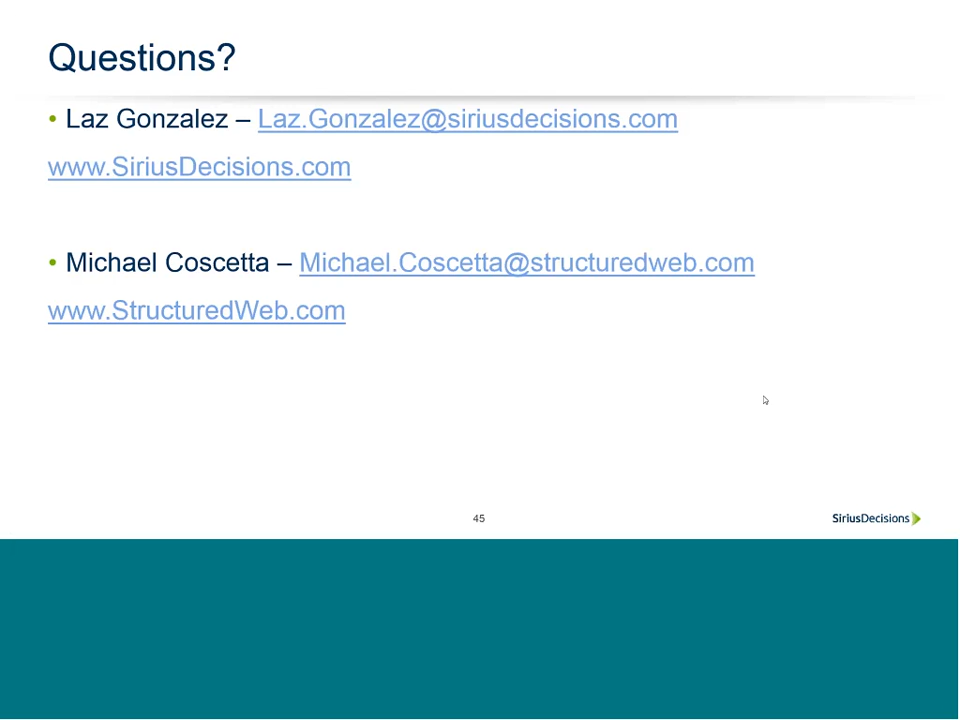 Questions?
• Laz Gonzalez – Laz.Gonzalez@siriusdecisions.com
www.SiriusDecisions.com
• Michael Coscetta – Michael.Coscetta@structuredweb.com
www.StructuredWeb.com
45
SiriusDecisions